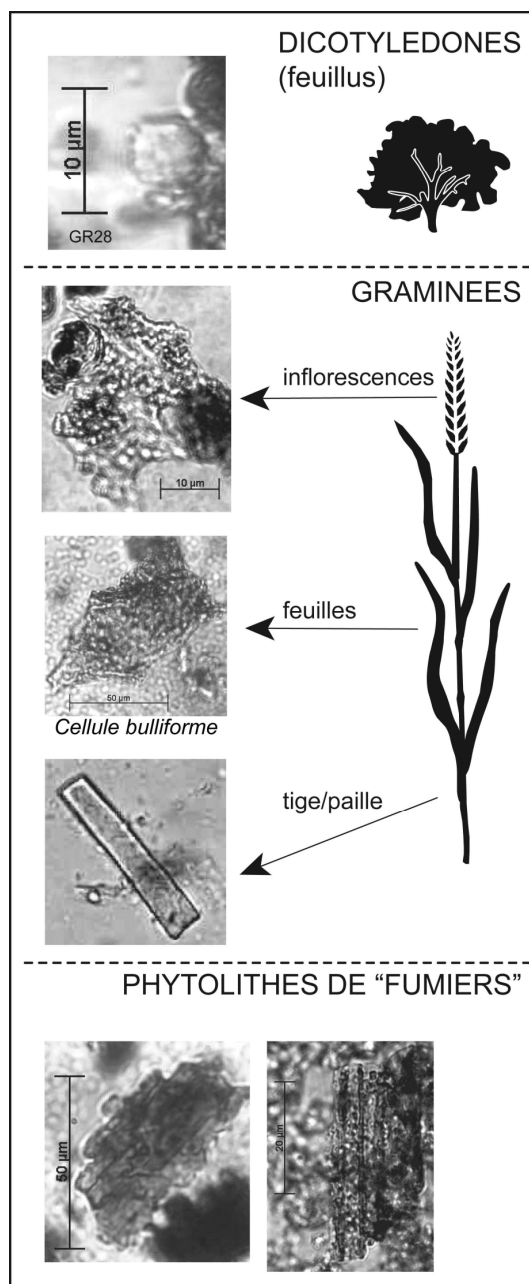 DICOTYLEDONES
(feuillus)
10 µm
GR28
GRAMINEES
inflorescences
10 µm
feuilles
50 µm
Cellule bulliforme
tige/paille
PHYTOLITHES DE “FUMIERS”
50 µm
20 µm